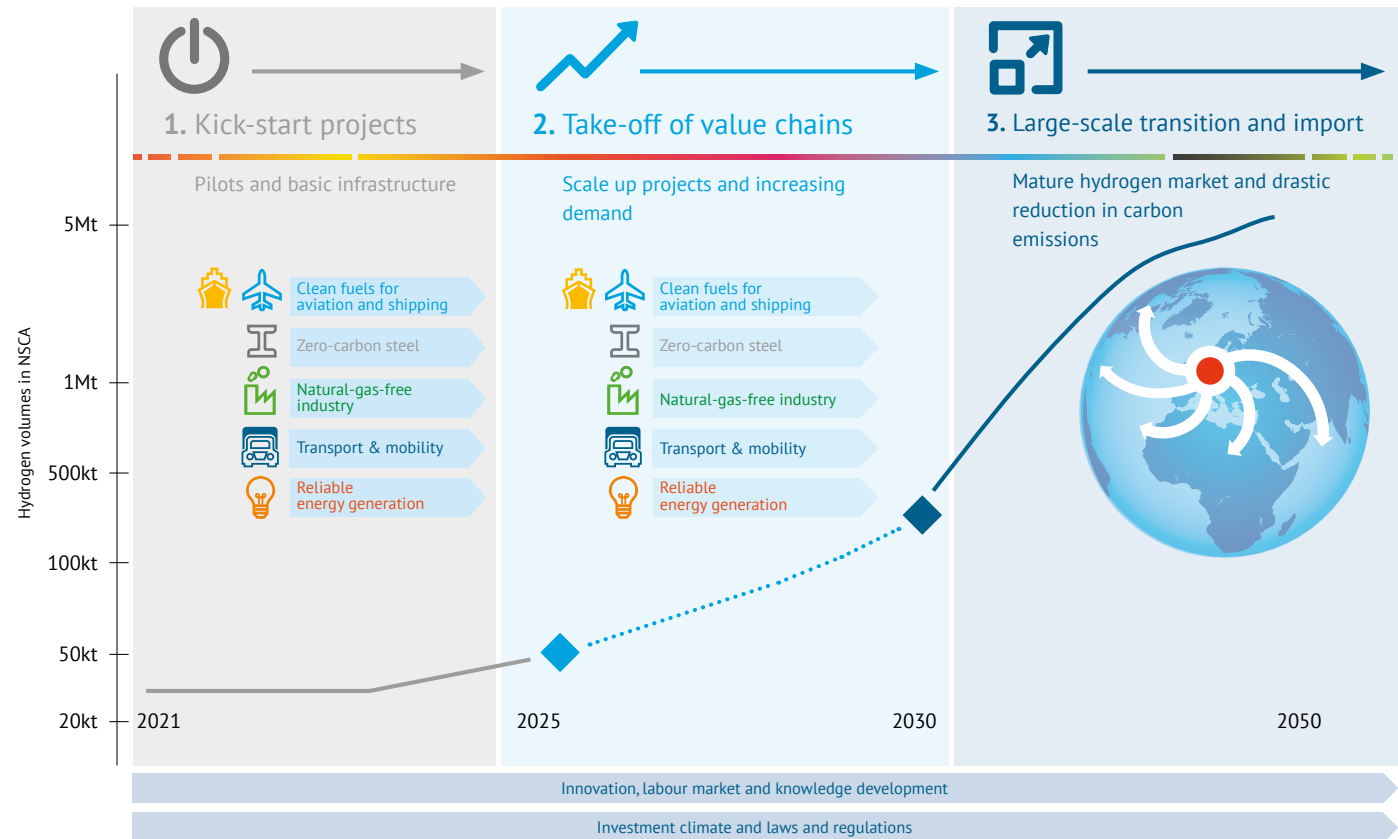 1. Kick-start projects
Pilots and basic infrastructure
Clean fuels for
aviation and shipping
Zero-carbon steel
Natural-gas-free
industry
Transport & mobility
Reliable
energy generation
2. Take-off of value chains
Scale up projects and increasing
demand
Clean fuels for
aviation and shipping
Zero-carbon steel
Natural-gas-free industry
Transport & mobility
Reliable
energy generation
3. Large-scale transition and import
Mature hydrogen market and drastic
reduction in carbon
emissions
Hydrogen volumes in NSCA
5Mt
1Mt
500kt
100kt
50kt
20kt
2021
2025
2030
2050
Innovation, labour market and knowledge development
Investment climate and laws and regulations